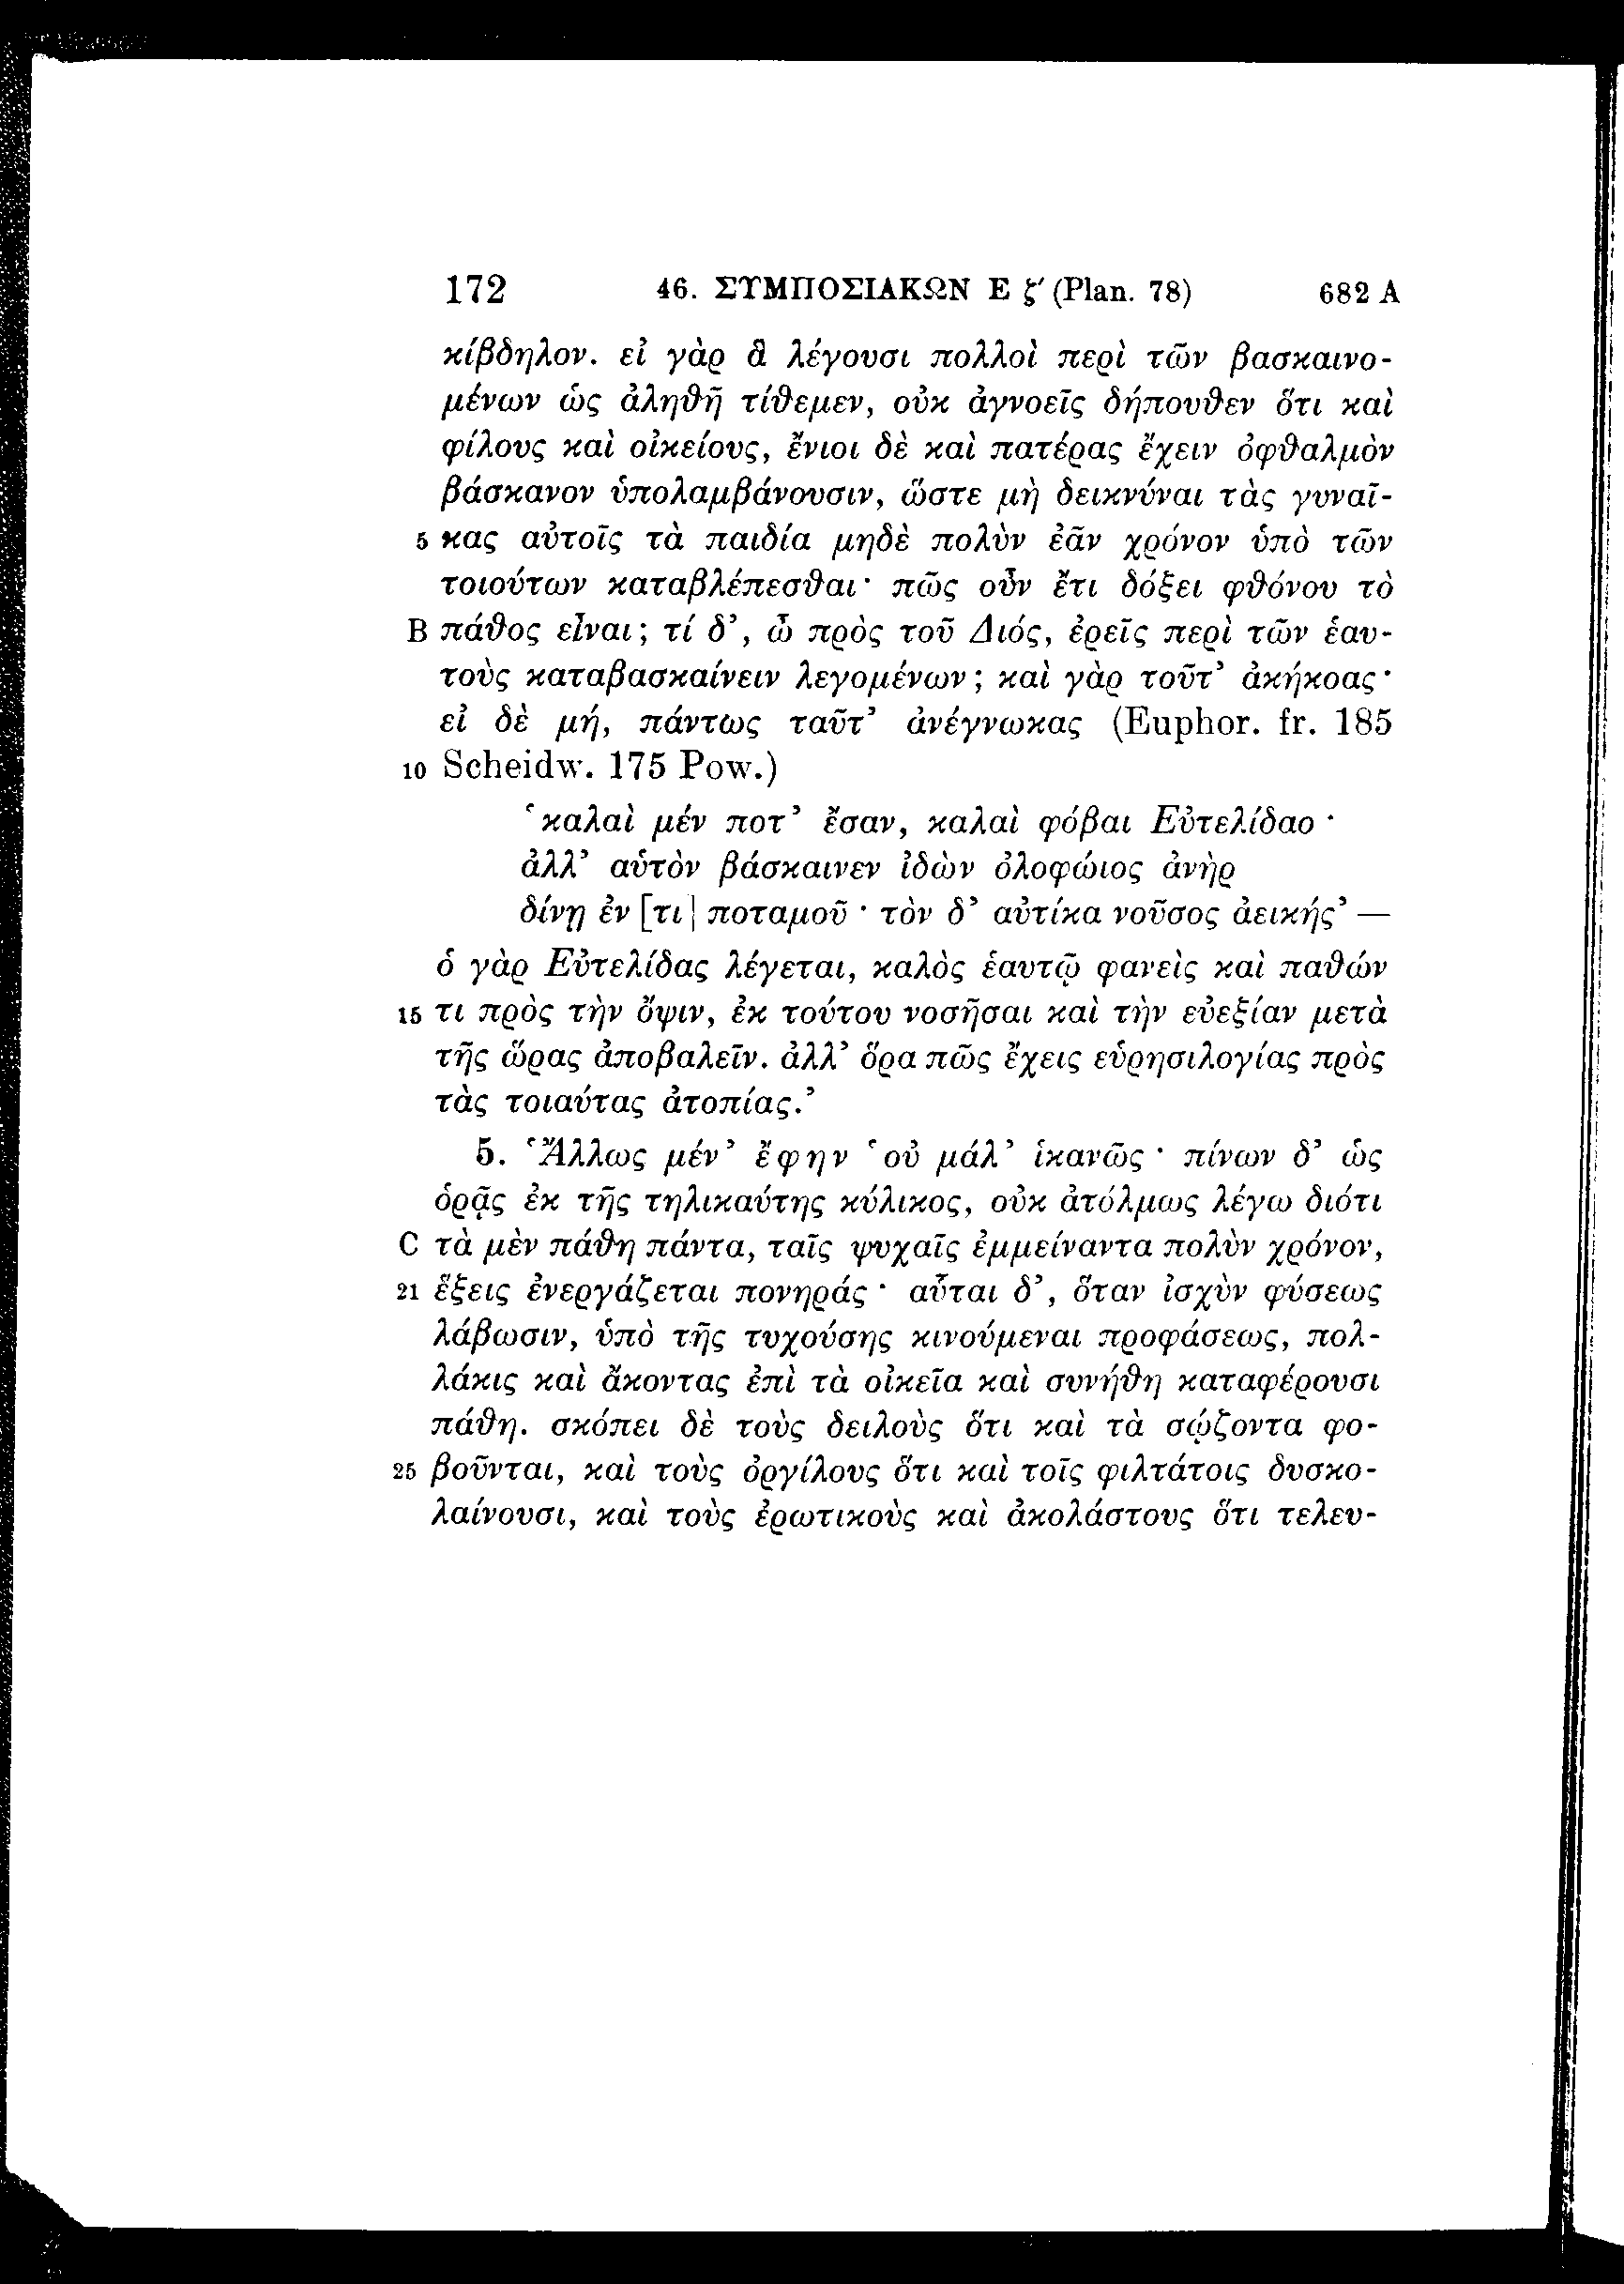 172 46. ΣΥΜΠΟΣΙΑΚΩΝ Ε ζ′ (Plan. 78) 682 A
κίβδηλον. εἰ γὰρ ἃ λέγουσι πολλοὶ περὶ τῶν βασκαινο-
μένων ὡς ἀληθῆ τίθεμεν, οὐκ ἀγνοεῖς δήπουθεν ὅτι καὶ
φίλους καὶ οἰκείους, ἔνιοι δὲ καὶ πατέρας ἔχειν ὀφθαλμὸν
βάσκανον ὑπολαμβάνουσιν, ὥστε μὴ δεικνύναι τὰς γυναῖ-
5 κας αὐτοῖς τὰ παιδία μηδὲ πολὺν ἐᾶν χρόνον ὑπὸ τῶν
τοιούτων καταβλέπεσθαι· πῶς οὖν ἔτι δόξει φθόνου τὸ
B πάθος εἶναι; τί δ’, ὦ πρὸς τοῦ Διός, ἐρεῖς περὶ τῶν ἑαυ-
τοὺς καταβασκαίνειν λεγομένων; καὶ γὰρ τοῦτ’ ἀκήκοας·
εἰ δὲ μή, πάντως ταῦτ’ ἀνέγνωκας (Euphor. fr. 185
10 Scheidw. 175 Pow.)
‘καλαὶ μέν ποτ’ ἔσαν, καλαὶ φόβαι Εὐτελίδαο·
ἀλλ’ αὑτὸν βάσκαινεν ἰδὼν ὀλοφώιος ἀνὴρ
δίνῃ ἐν [τι] ποταμοῦ· τὸν δ’ αὐτίκα νοῦσος ἀεικής’ —
ὁ γὰρ Εὐτελίδας λέγεται, καλὸς ἑαυτῷ φανεὶς καὶ παθών
15 τι πρὸς τὴν ὄψιν, ἐκ τούτου νοσῆσαι καὶ τὴν εὐεξίαν μετὰ
τῆς ὥρας ἀποβαλεῖν. ἀλλ’ ὅρα πῶς ἔχεις εὑρησιλογίας πρὸς
τὰς τοιαύτας ἀτοπίας.’
5. ‘Ἄλλως μέν’ ἔφην ‘οὐ μάλ’ ἱκανῶς· πίνων δ’ ὡς
ὁρᾷς ἐκ τῆς τηλικαύτης κύλικος, οὐκ ἀτόλμως λέγω διότι
C τὰ μὲν πάθη πάντα, ταῖς ψυχαῖς ἐμμείναντα πολὺν χρόνον,
21 ἕξεις ἐνεργάζεται πονηράς· αὗται δ’, ὅταν ἰσχὺν φύσεως
λάβωσιν, ὑπὸ τῆς τυχούσης κινούμεναι προφάσεως, πολ-
λάκις καὶ ἄκοντας ἐπὶ τὰ οἰκεῖα καὶ συνήθη καταφέρουσι
πάθη. σκόπει δὲ τοὺς δειλοὺς ὅτι καὶ τὰ σῴζοντα φο-
25 βοῦνται, καὶ τοὺς ὀργίλους ὅτι καὶ τοῖς φιλτάτοις δυσκο-
λαίνουσι, καὶ τοὺς ἐρωτικοὺς καὶ ἀκολάστους ὅτι τελευ-